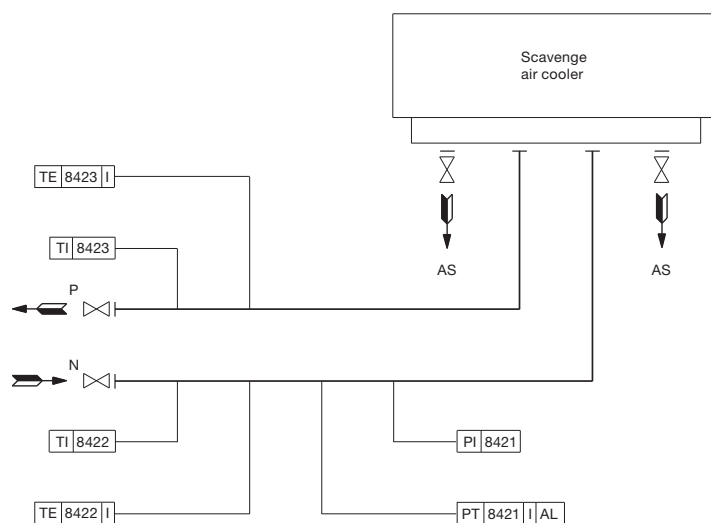 Scavenge
air cooler
TE 8423 I
TI 8423
AS
AS
P
N
TI 8422
PI 8421
TE 8422 I
PT 8421 I AL